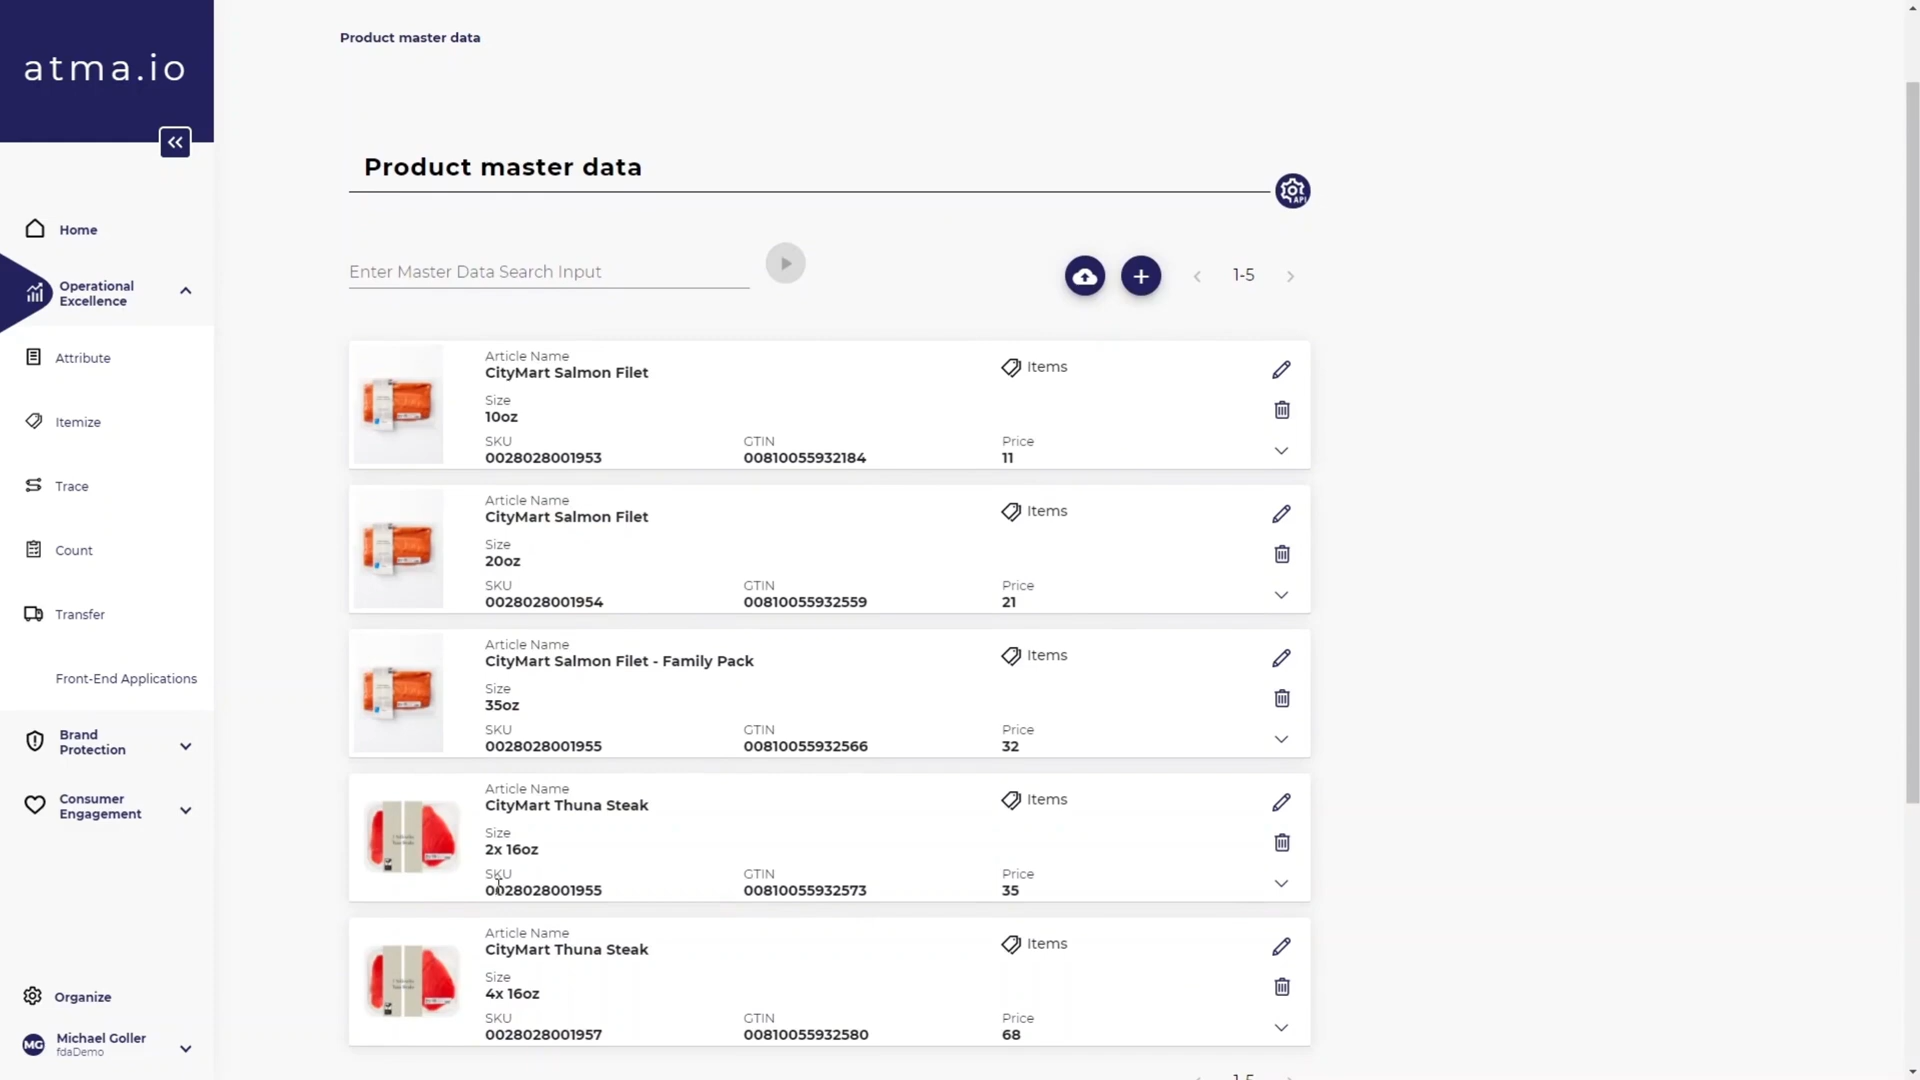 Product master data
atma.io
Product master data
API
Home
Enter Master Data Search Input
1-5
Operational
Excellence
Attribute
Itemize
Trace
Count
Transfer
Front-End Applications
Brand
Protection
Consumer
Engagement
Organize
MG
Michael Goller
fdaDemo
Article Name
CityMart Salmon Filet
Items
Size
10oz
SKU GTIN Price
0028028001953 00810055932184 11
Article Name
CityMart Salmon Filet
Items
Size
20oz
SKU GTIN Price
0028028001954 00810055932559 21
Article Name
CityMart Salmon Filet - Family Pack
Items
Size
35oz
SKU GTIN Price
0028028001955 00810055932566 32
Article Name
CityMart Thuna Steak
Items
Size
2x 16oz
SKU GTIN Price
0028028001955 00810055932573 35
Article Name
CityMart Thuna Steak
Items
Size
4x 16oz
SKU GTIN Price
0028028001957 00810055932580 68
1-5